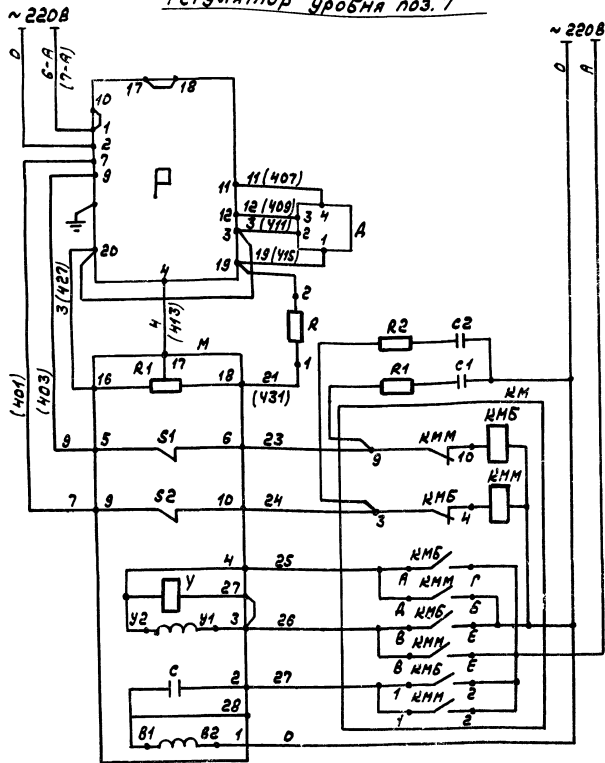 Регулятор уровня поз. 1
~ 220В
~ 220В
0
6-А
(7-А)
0
А
17
18
10
1
2
7
9
Р
11
11 (407)
4
12
12 (409)
3
3
3 (411)
2
Д
1
20
19
19 (415)
4
2
R
1
3 (427)
4
(413)
М
(401)
(403)
16
R1
17
18
21
(431)
R2
С2
R1
С1
КМ
9
5
S1
6
23
9
КММ
10
КМБ
7
9
S2
10
24
3
КМБ
4
КММ
4
25
КМБ
А
КММ
Г
У
27
Д
Б
У2
У1
3
26
В
КМБ
Е
КММ
В
Е
С
2
27
КМБ
1
КММ
2
28
1
2
В1
В2
1
0